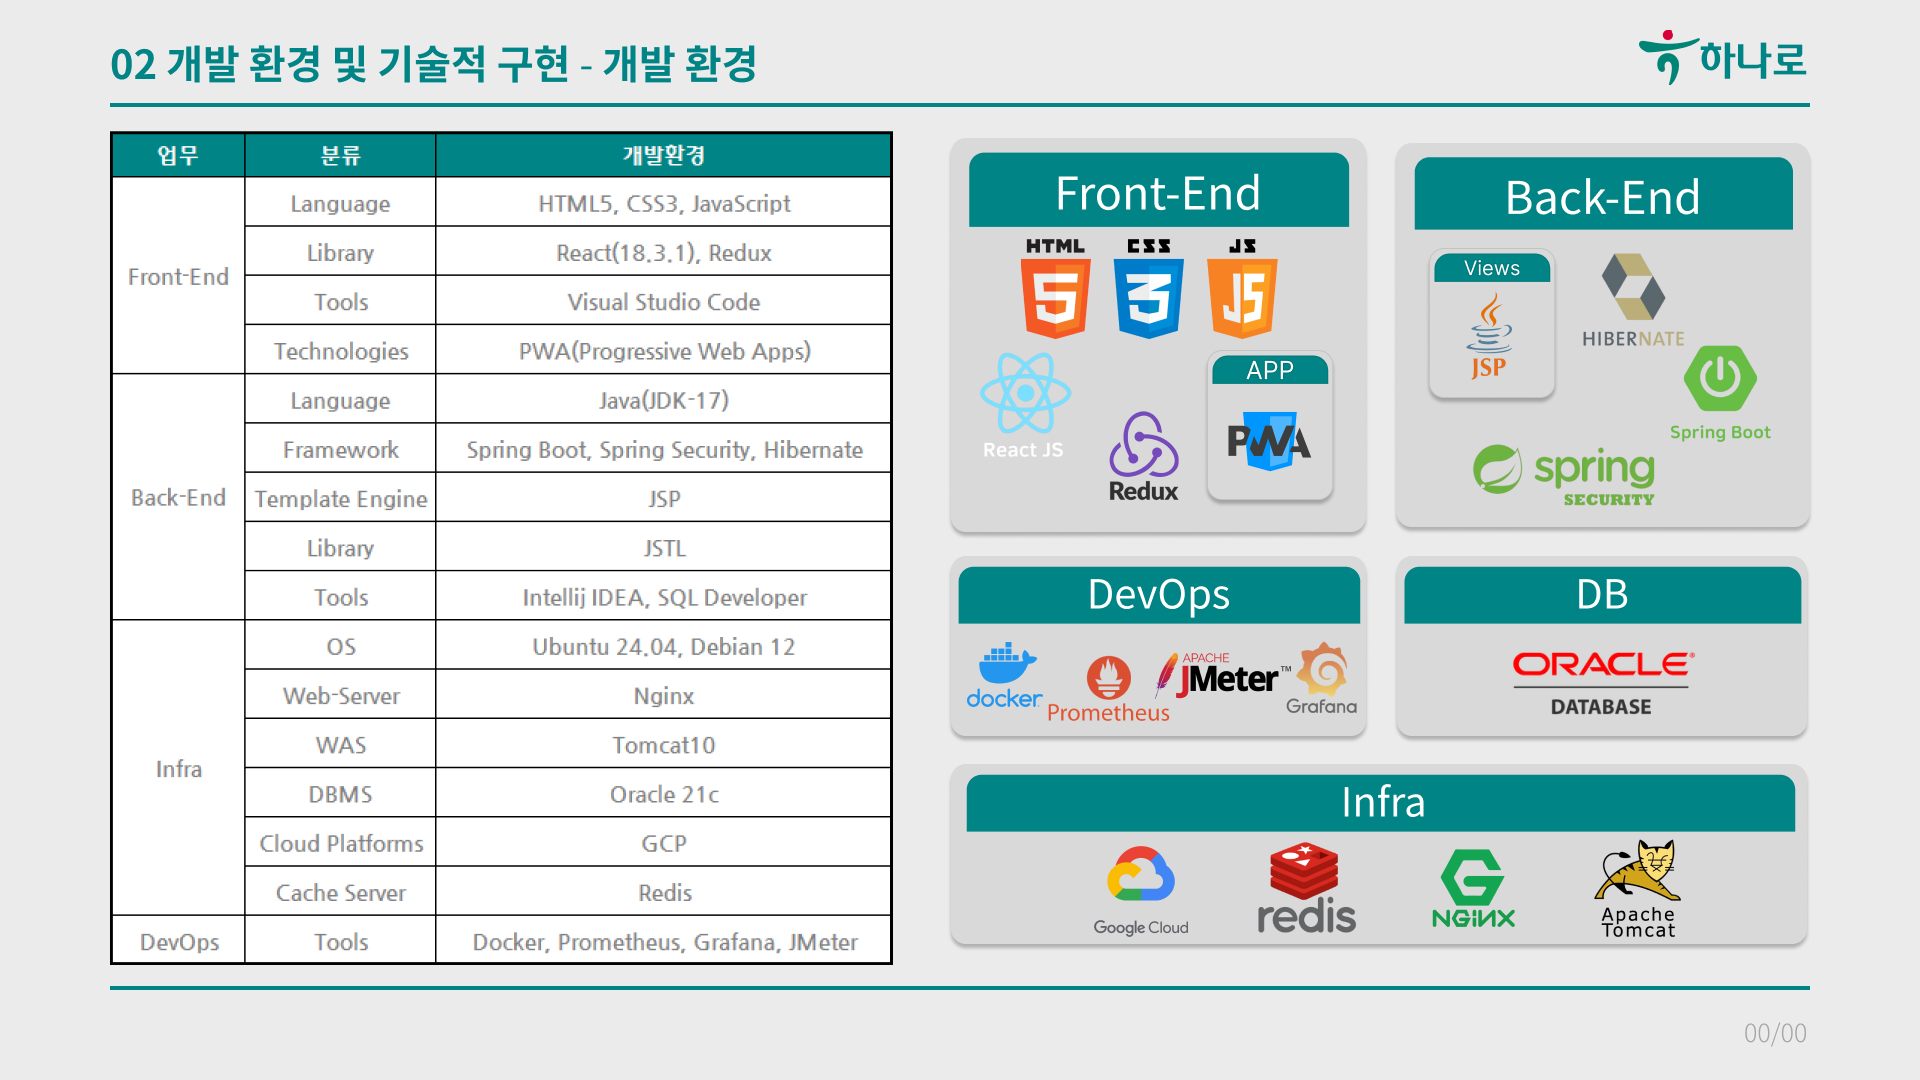 02 개발 환경 및 기술적 구현 - 개발 환경
하나로
업무 분류 개발환경
Front-End
Language HTML5, CSS3, JavaScript
Library React(18.3.1), Redux
Tools Visual Studio Code
Technologies PWA(Progressive Web Apps)
Back-End
Language Java(JDK-17)
Framework Spring Boot, Spring Security, Hibernate
Template Engine JSP
Library JSTL
Tools Intellij IDEA, SQL Developer
Infra
OS Ubuntu 24.04, Debian 12
Web-Server Nginx
WAS Tomcat10
DBMS Oracle 21c
Cloud Platforms GCP
Cache Server Redis
DevOps Tools Docker, Prometheus, Grafana, JMeter
Front-End
HTML CSS JS
5 3 JS
React JS
Redux
APP
PWA
Back-End
Views
JSP
HIBERNATE
Spring Boot
spring
SECURITY
DevOps
docker
Prometheus
APACHE
JMeter™
Grafana
DB
ORACLE®
DATABASE
Infra
Google Cloud
redis
G
NGiNX
Apache
Tomcat
00/00